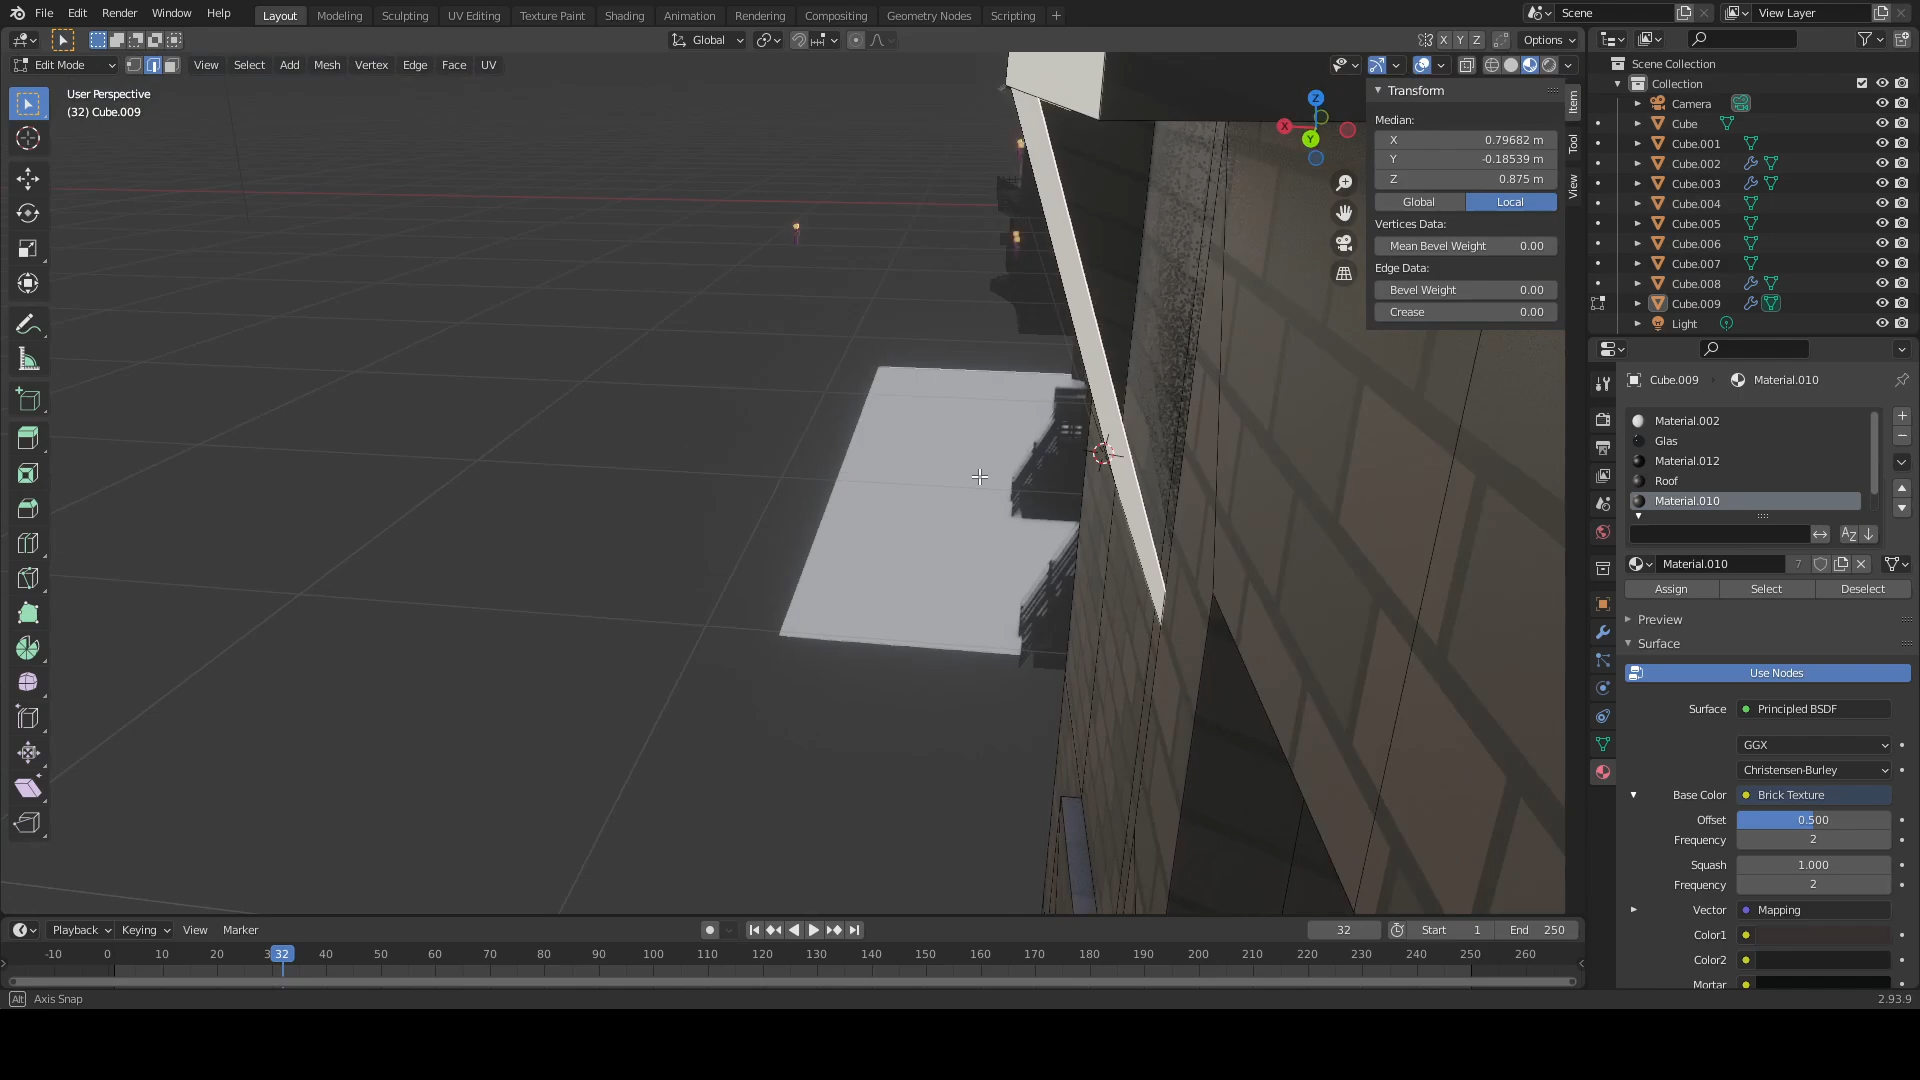 File Edit Render Window Help Layout Modeling Sculpting UV Editing Texture Paint Shading Animation Rendering Compositing Geometry Nodes Scripting + Scene View Layer
Global X Y Z Options
Edit Mode View Select Add Mesh Vertex Edge Face UV
User Perspective
(32) Cube.009
Z
X
Y
Transform
Median:
X 0.79682 m
Y -0.18539 m
Z 0.875 m
Global Local
Vertices Data:
Mean Bevel Weight 0.00
Edge Data:
Bevel Weight 0.00
Crease 0.00
Item
Tool
View
Scene Collection
Collection
Camera
Cube
Cube.001
Cube.002
Cube.003
Cube.004
Cube.005
Cube.006
Cube.007
Cube.008
Cube.009
Light
Cube.009 Material.010
Material.002
Glas
Material.012
Roof
Material.010
Material.010 7
Assign Select Deselect
Preview
Surface
Use Nodes
Surface Principled BSDF
GGX
Christensen-Burley
Base Color Brick Texture
Offset 0.500
Frequency 2
Squash 1.000
Frequency 2
Vector Mapping
Color1
Color2
Mortar
Playback Keying View Marker 32 Start 1 End 250
-10 0 10 20 3 32 40 50 60 70 80 90 100 110 120 130 140 150 160 170 180 190 200 210 220 230 240 250 260
Alt Axis Snap 2.93.9